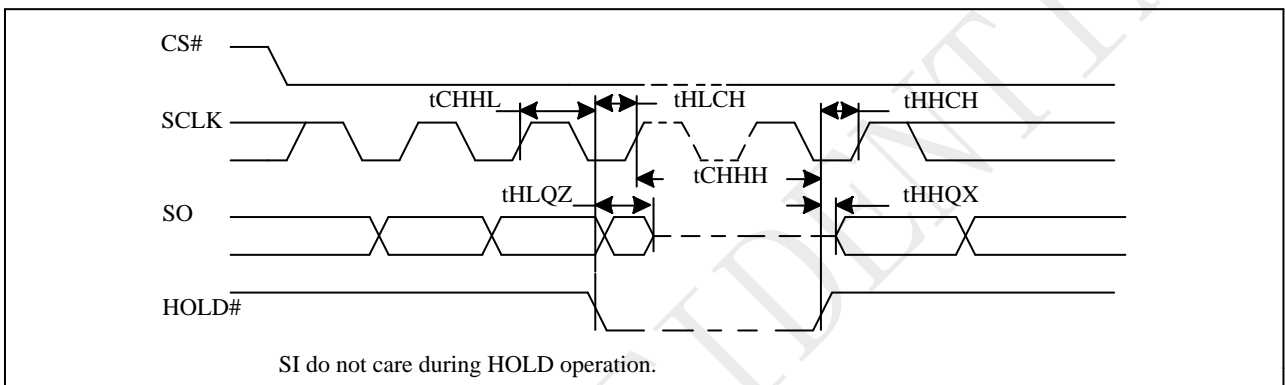 CS#
tCHHL
tHLCH
tHHCH
SCLK
tCHHH
tHLQZ
tHHQX
SO
HOLD#
SI do not care during HOLD operation.